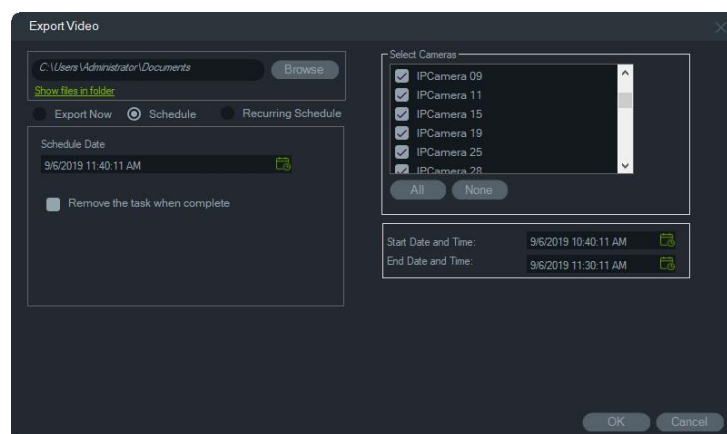 Export Video
C:\Users\Administrator\Documents
Browse
Show files in folder
Export Now
Schedule
Recurring Schedule
Schedule Date
9/6/2019 11:40:11 AM
Remove the task when complete
Select Cameras
IPCamera 09
IPCamera 11
IPCamera 15
IPCamera 19
IPCamera 25
IPCamera 28
All
None
Start Date and Time:
9/6/2019 10:40:11 AM
End Date and Time:
9/6/2019 11:30:11 AM
OK
Cancel